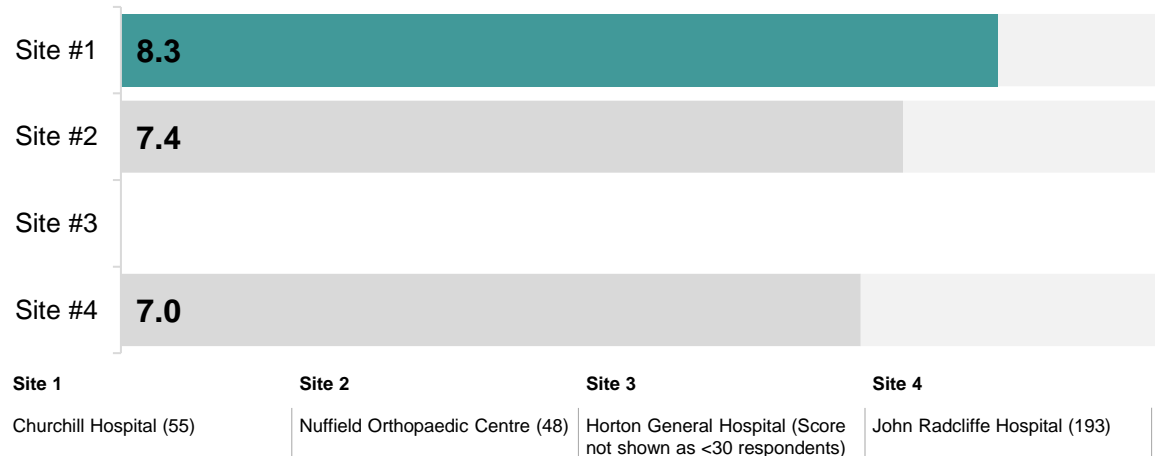 Site #1
8.3
Site #2
7.4
Site #3
Site #4
7.0
Site 1
Site 2
Site 3
Site 4
Churchill Hospital (55)
Nuffield Orthopaedic Centre (48)
Horton General Hospital (Score
not shown as <30 respondents)
John Radcliffe Hospital (193)